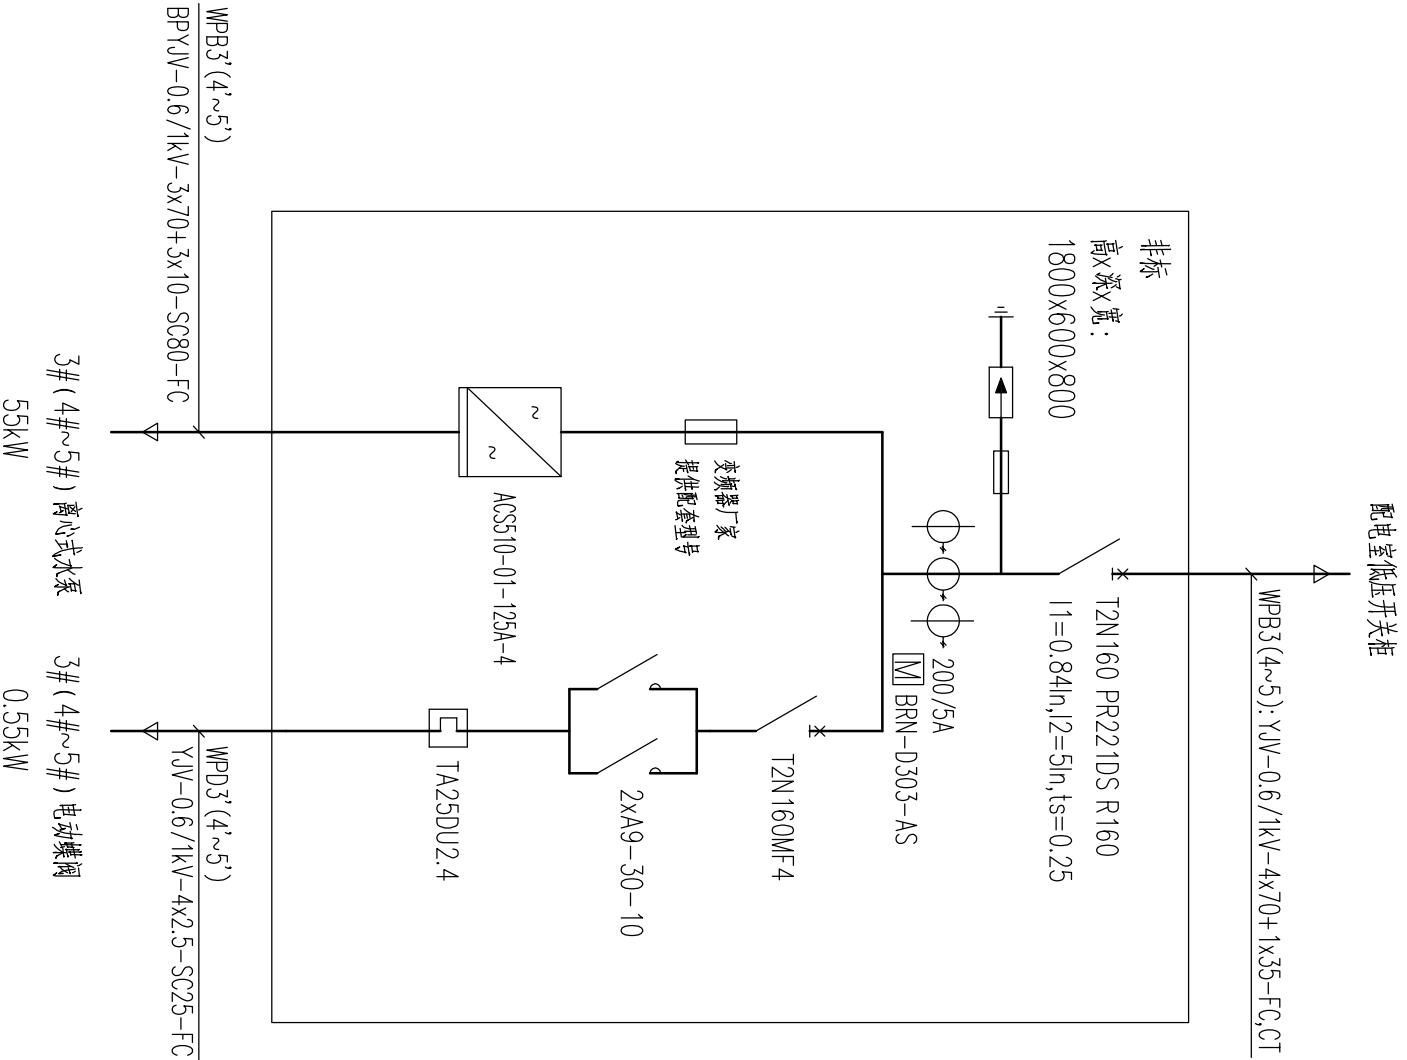 配电室低压开关柜
WPB3(4~5):YJV-0.6/1kV-4x70+1x35-FC,CT
非标
高x深x宽:
1800x600x800
T2N160 PR221DS R160
I1=0.84In,I2=5In,ts=0.25
200/5A
M BRN-D303-AS
变频器厂家
提供配套型号
T2N160MF4
ACS510-01-125A-4
2xA9-30-10
TA25DU2.4
WPB3'(4'~5')
BPYJV-0.6/1kV-3x70+3x10-SC80-FC
WPD3'(4'~5')
YJV-0.6/1kV-4x2.5-SC25-FC
3#(4#~5#)离心式水泵
55kW
3#(4#~5#)电动蝶阀
0.55kW